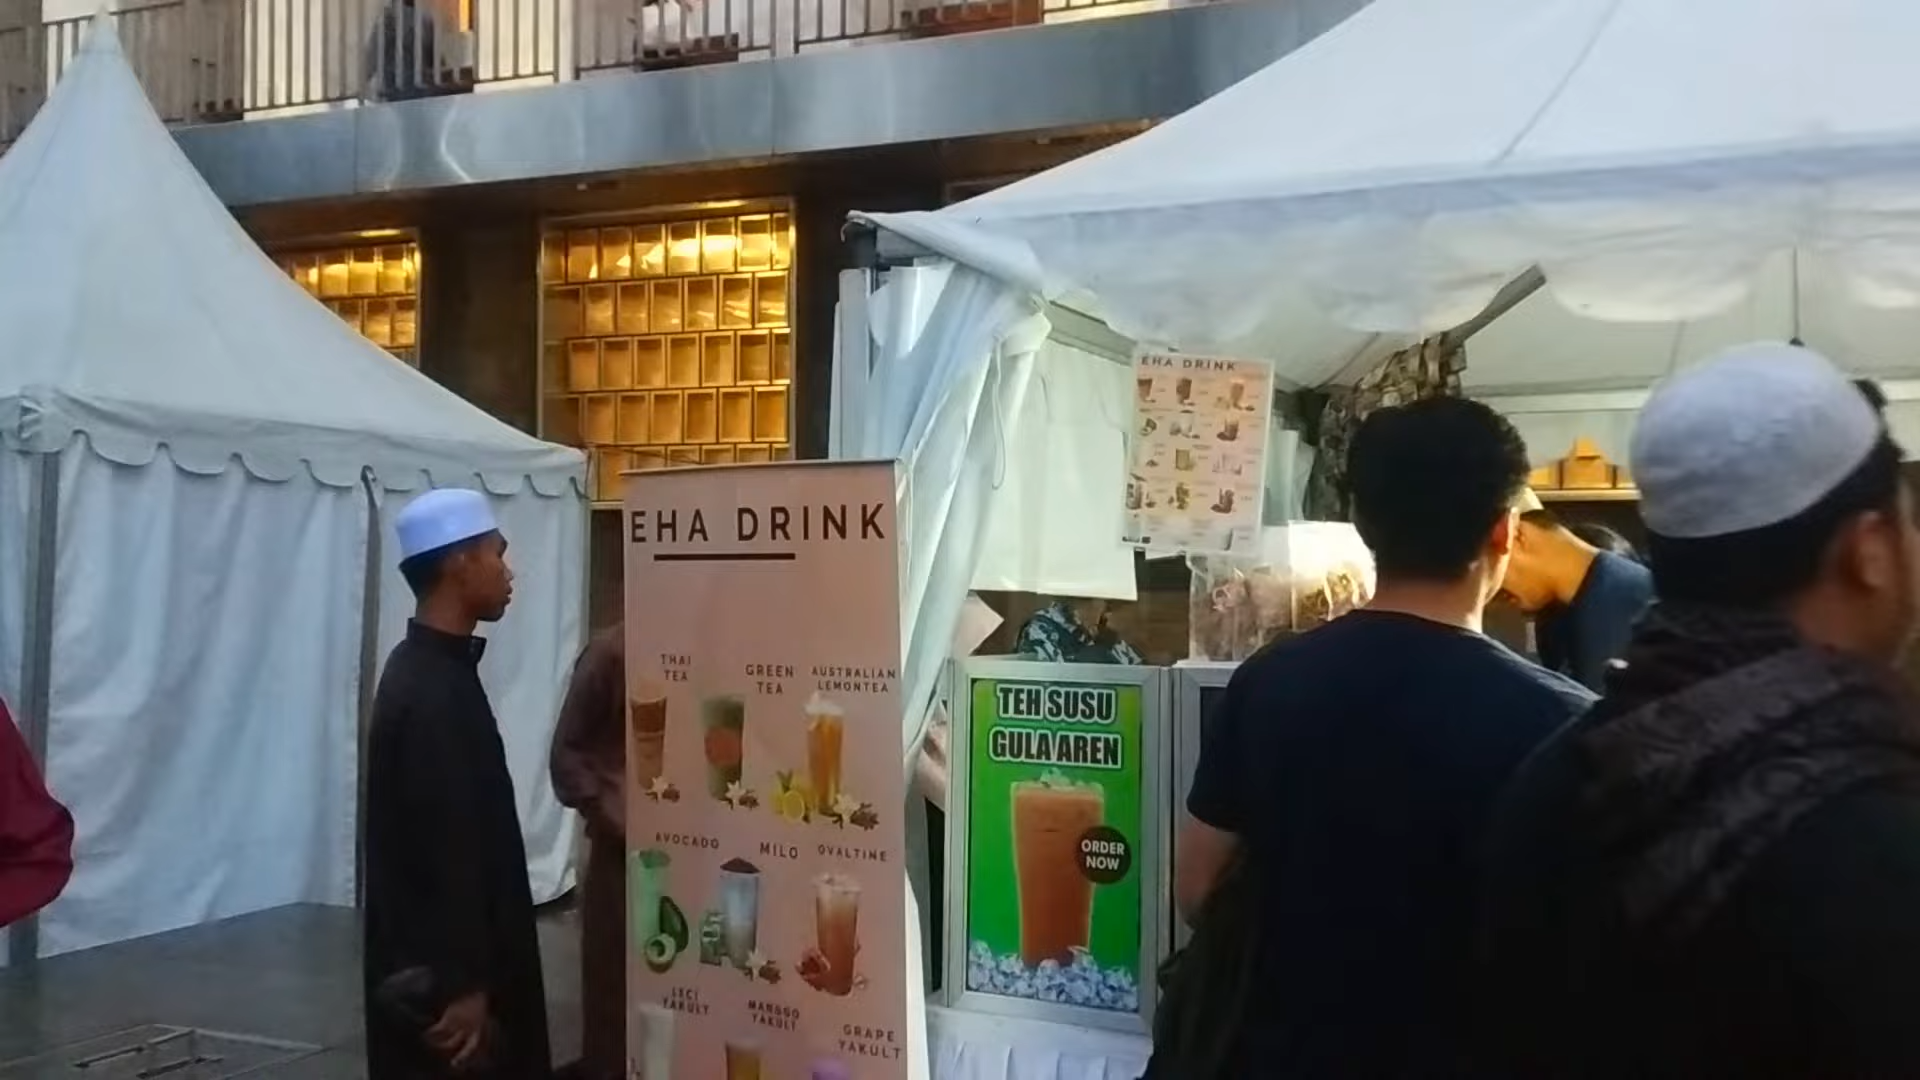 EHA DRINK
THAI
TEA
GREEN
TEA
AUSTRALIAN
LEMONTEA
AVOCADO
MILO
OVALTINE
LECI
YAKULT
MANGGO
YAKULT
GRAPE
YAKULT
EHA DRINK
TEH SUSU
GULA AREN
ORDER
NOW